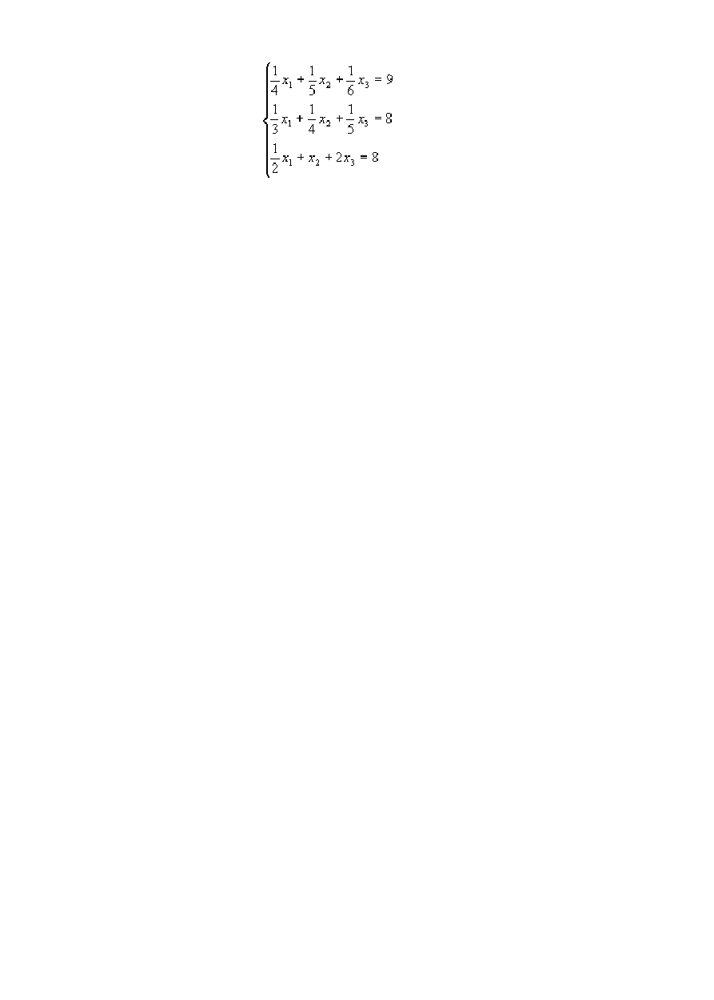 1/4 x₁ + 1/5 x₂ + 1/6 x₃ = 9
1/3 x₁ + 1/4 x₂ + 1/5 x₃ = 8
1/2 x₁ + x₂ + 2x₃ = 8